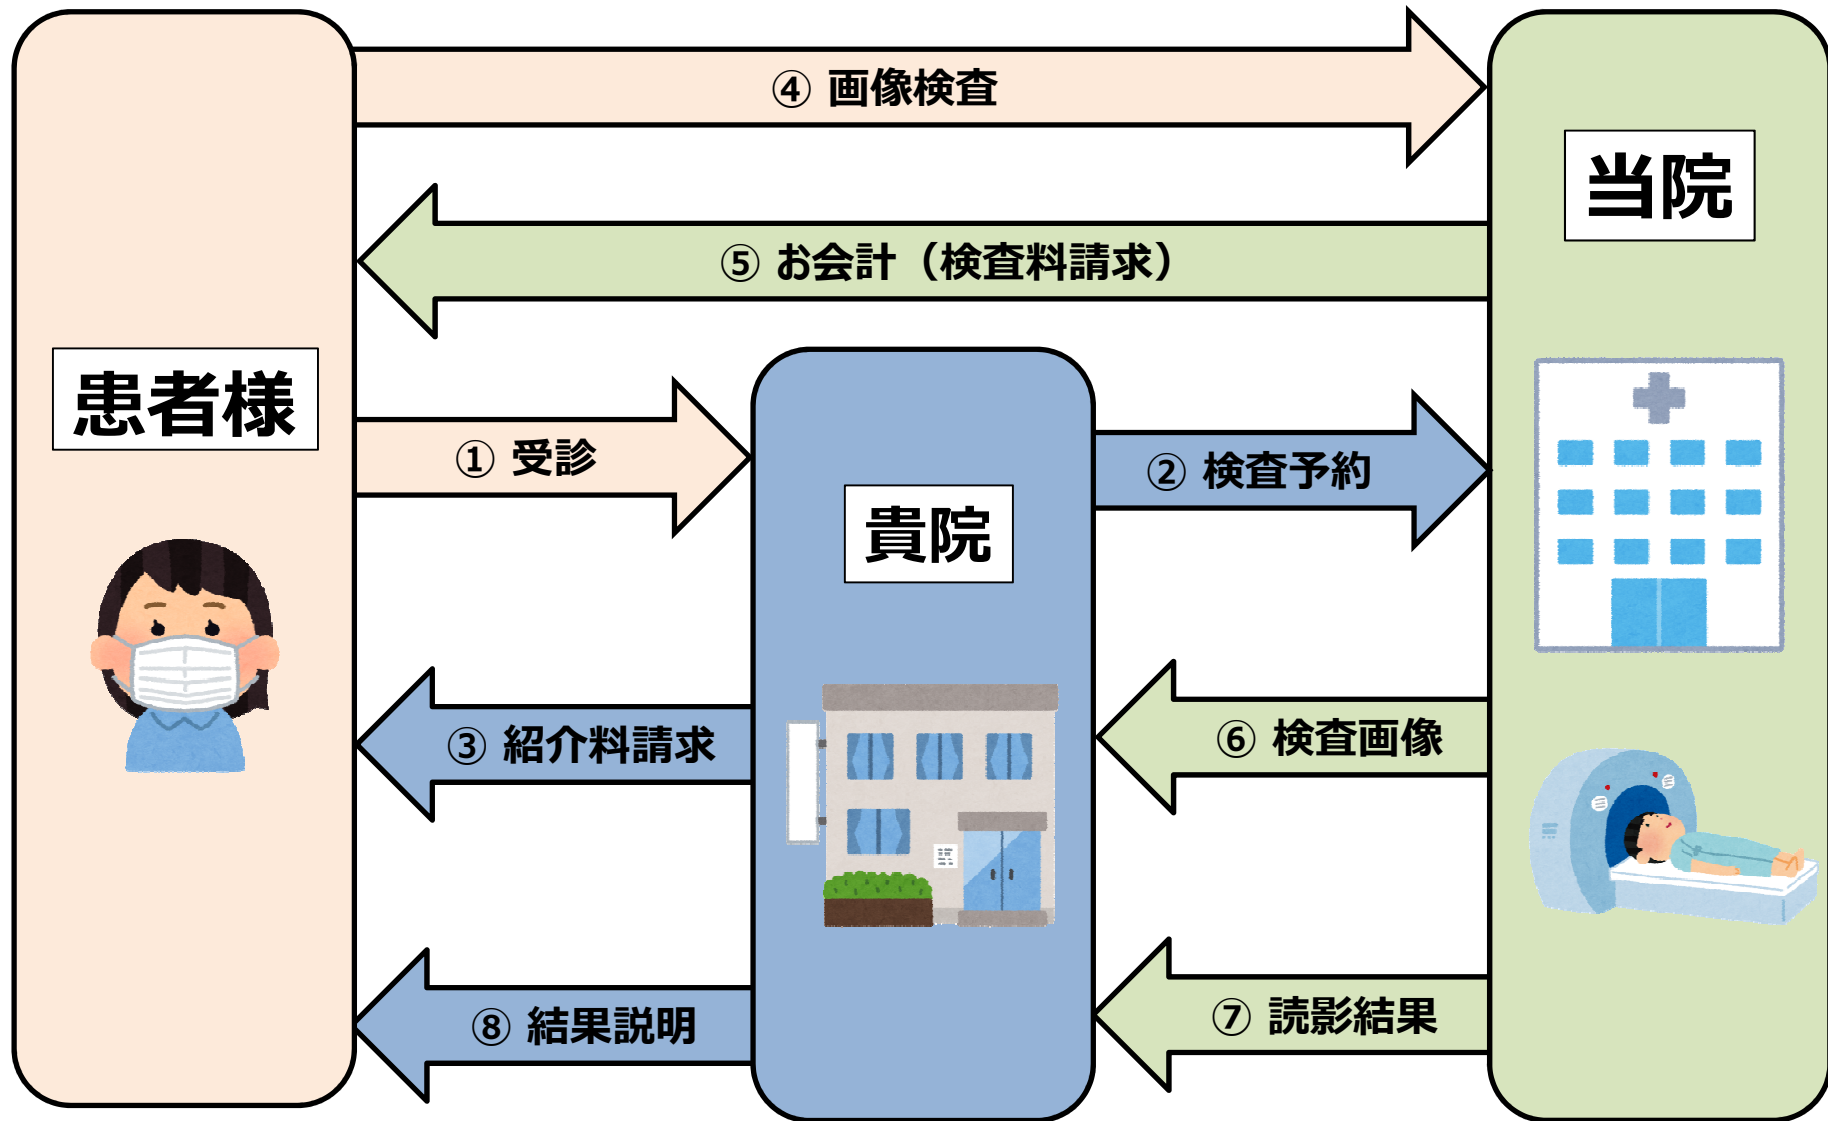 ④ 画像検査
当院
⑤ お会計（検査料請求）
患者様
① 受診
貴院
② 検査予約
③ 紹介料請求
⑥ 検査画像
⑧ 結果説明
⑦ 読影結果